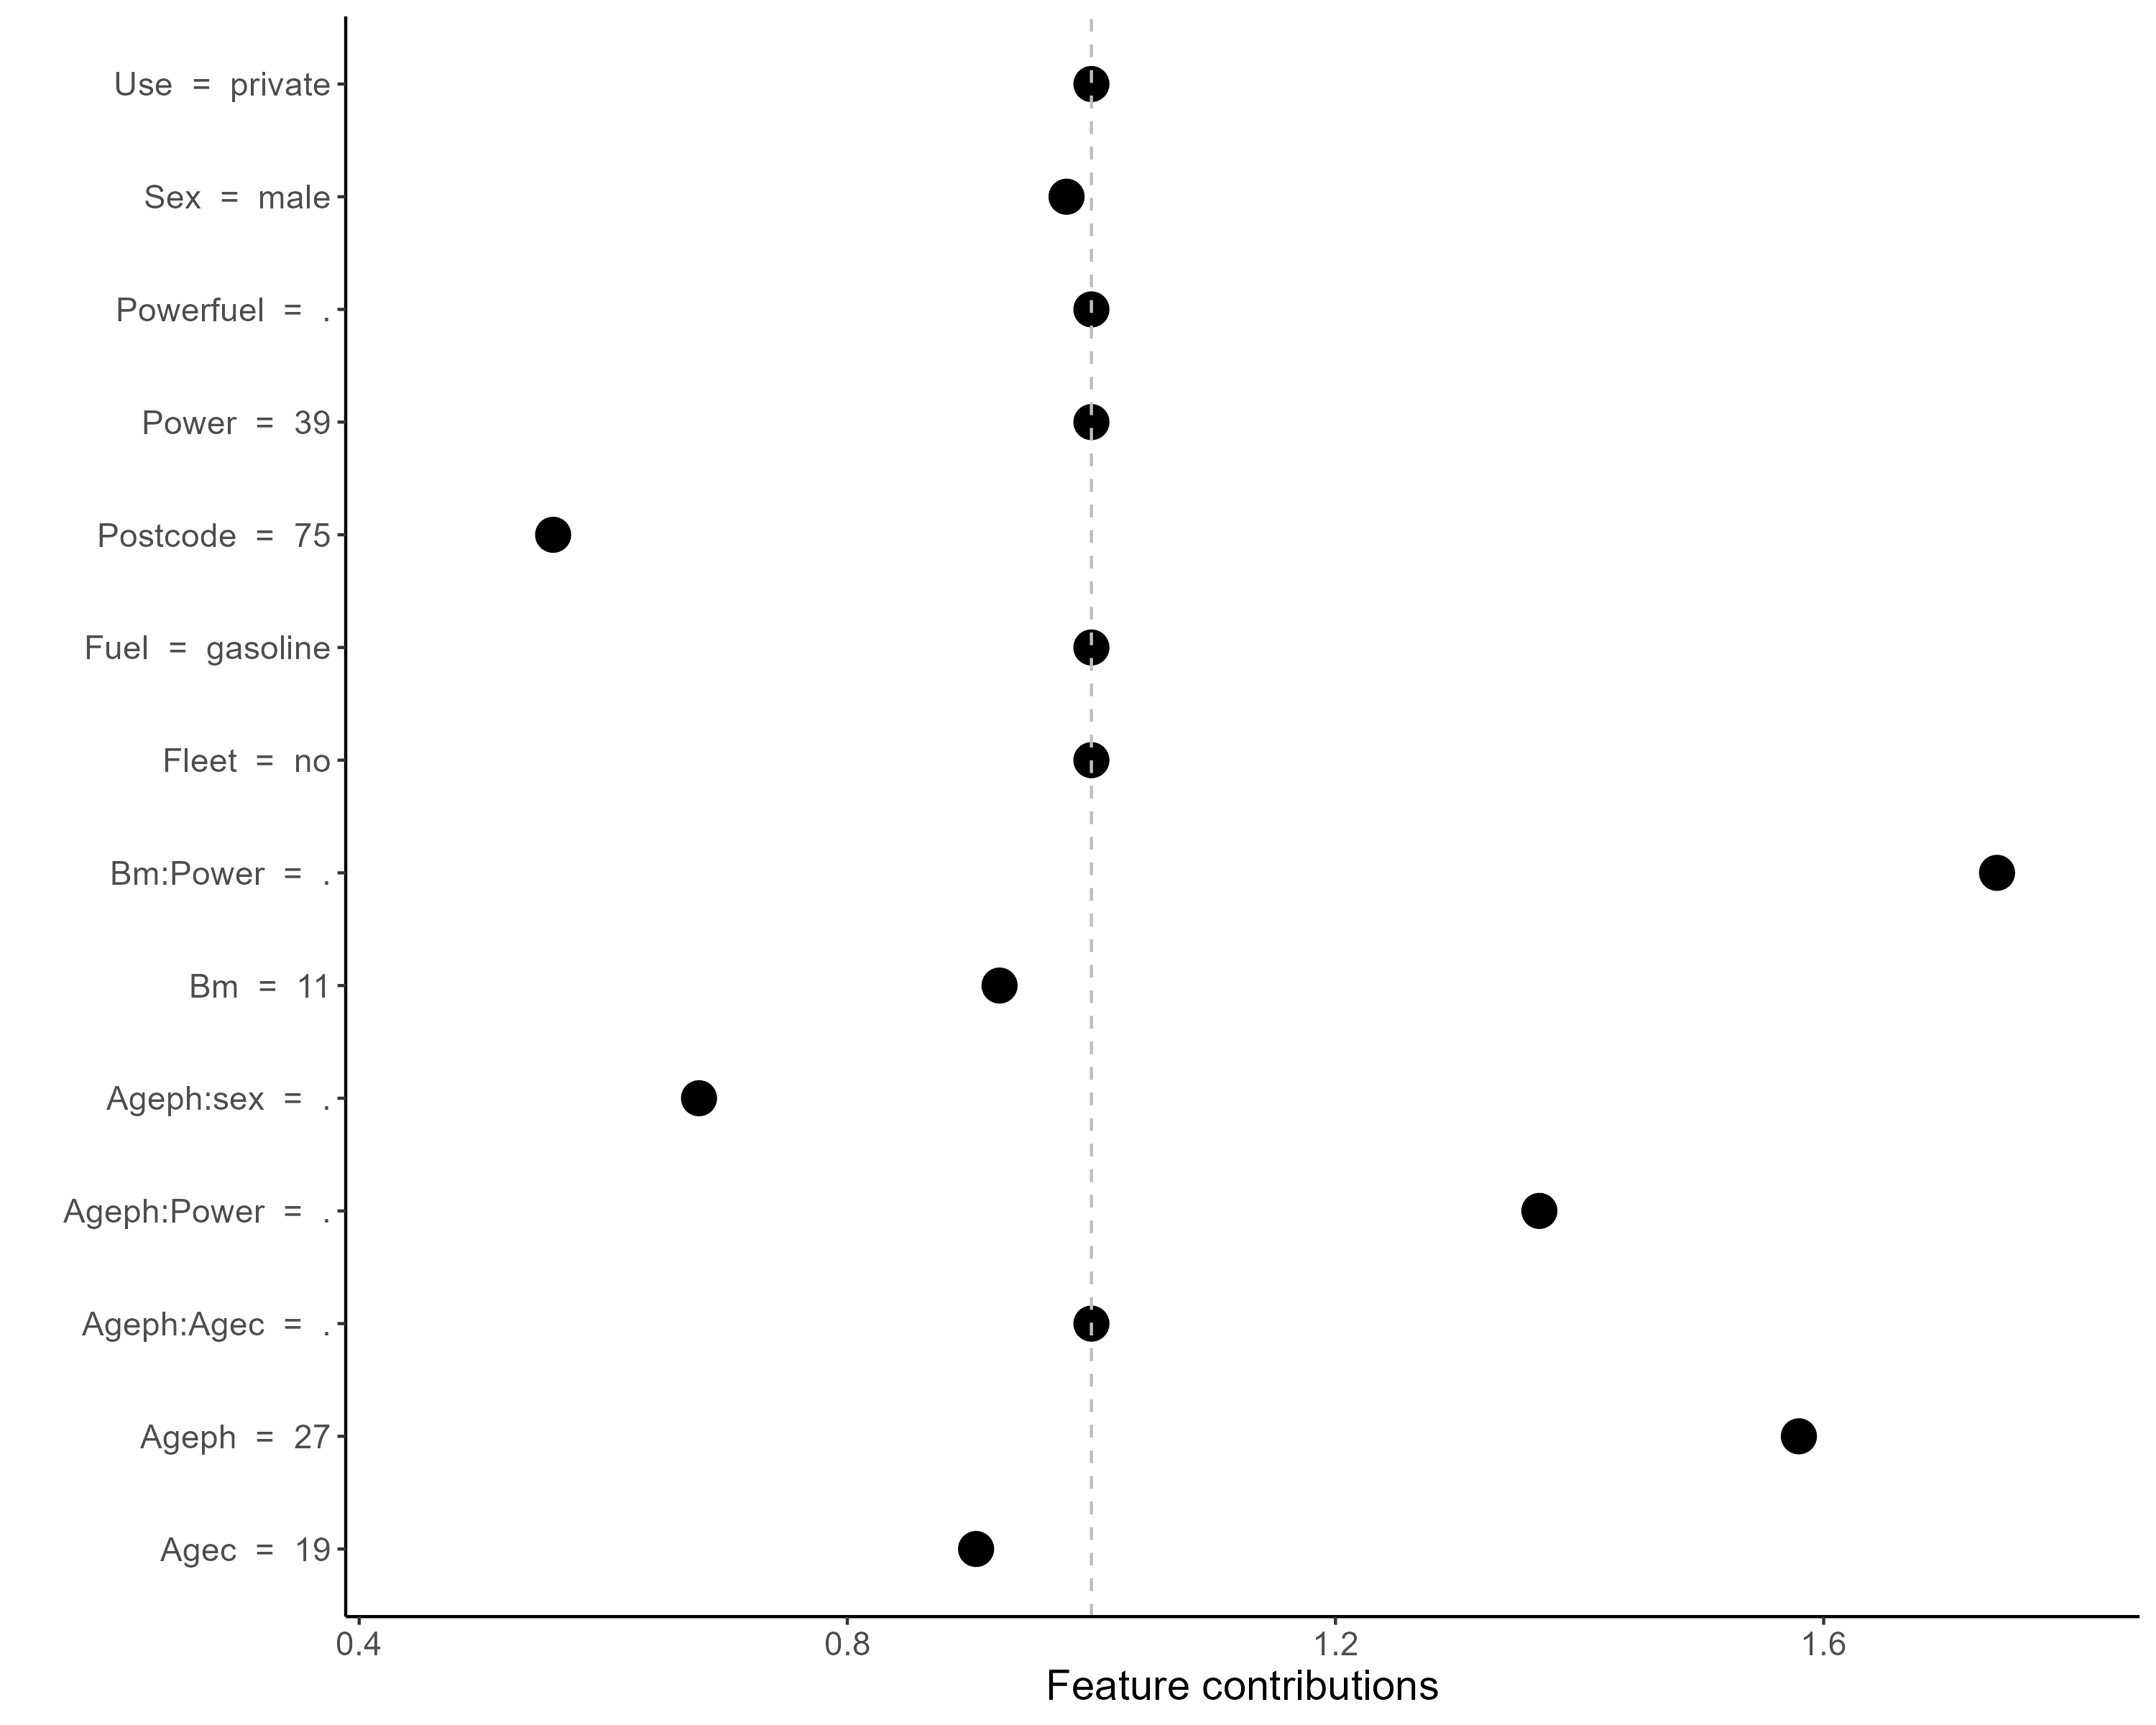 Use = private
Sex = male
Powerfuel = .
Power = 39
Postcode = 75
Fuel = gasoline
Fleet = no
Bm:Power = .
Bm = 11
Ageph:sex = .
Ageph:Power = .
Ageph:Agec = .
Ageph = 27
Agec = 19
0.4 0.8 1.2 1.6
Feature contributions